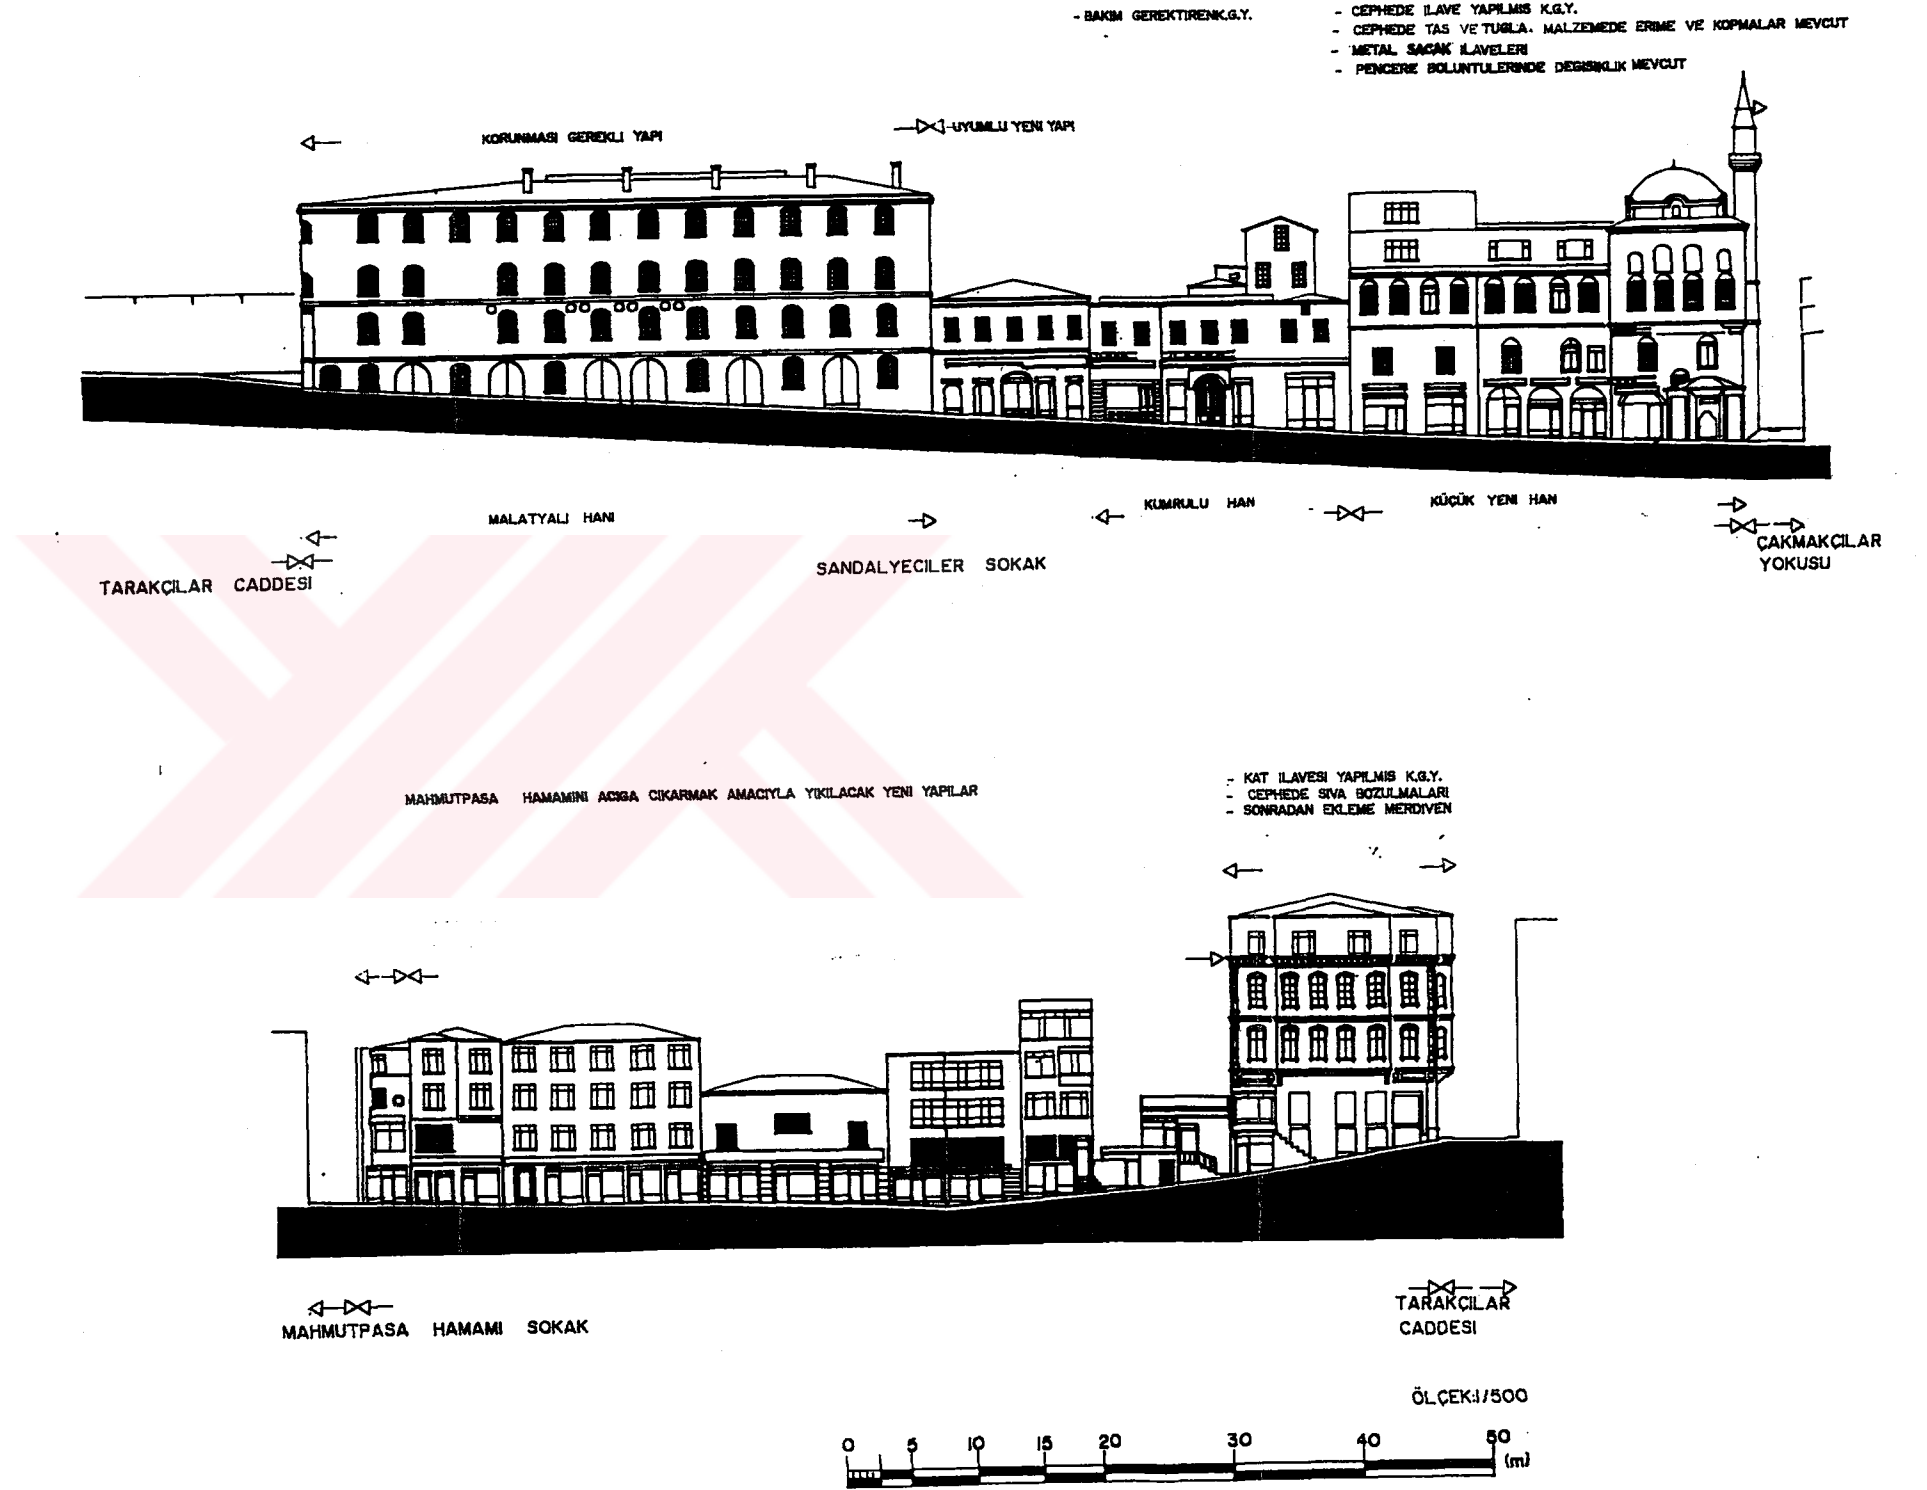 - BAKIM GEREKTIREN K.G.Y.
- CEPHEDE ILAVE YAPILMIS K.G.Y.
- CEPHEDE TAS VE TUGLA. MALZEMEDE ERIME VE KOPMALAR MEVCUT
- METAL SACAK ILAVELERI
- PENCERE BOLUNTULERINDE DEGISIKLIK MEVCUT
KORUNMASI GEREKLI YAPI
UYUMLU YENI YAPI
MALATYALI HANI
KUMRULU HAN
KÜÇÜK YENI HAN
TARAKÇILAR CADDESI
SANDALYECILER SOKAK
ÇAKMAKÇILAR
YOKUSU
MAHMUTPASA HAMAMINI ACIGA CIKARMAK AMACIYLA YIKILACAK YENI YAPILAR
- KAT ILAVESI YAPILMIS K.G.Y.
- CEPHEDE SIVA BOZULMALARI
- SONRADAN EKLEME MERDIVEN
MAHMUTPASA HAMAMI SOKAK
TARAKÇILAR
CADDESI
ÖLÇEK:1/500
0 5 10 15 20 30 40 50
(m)